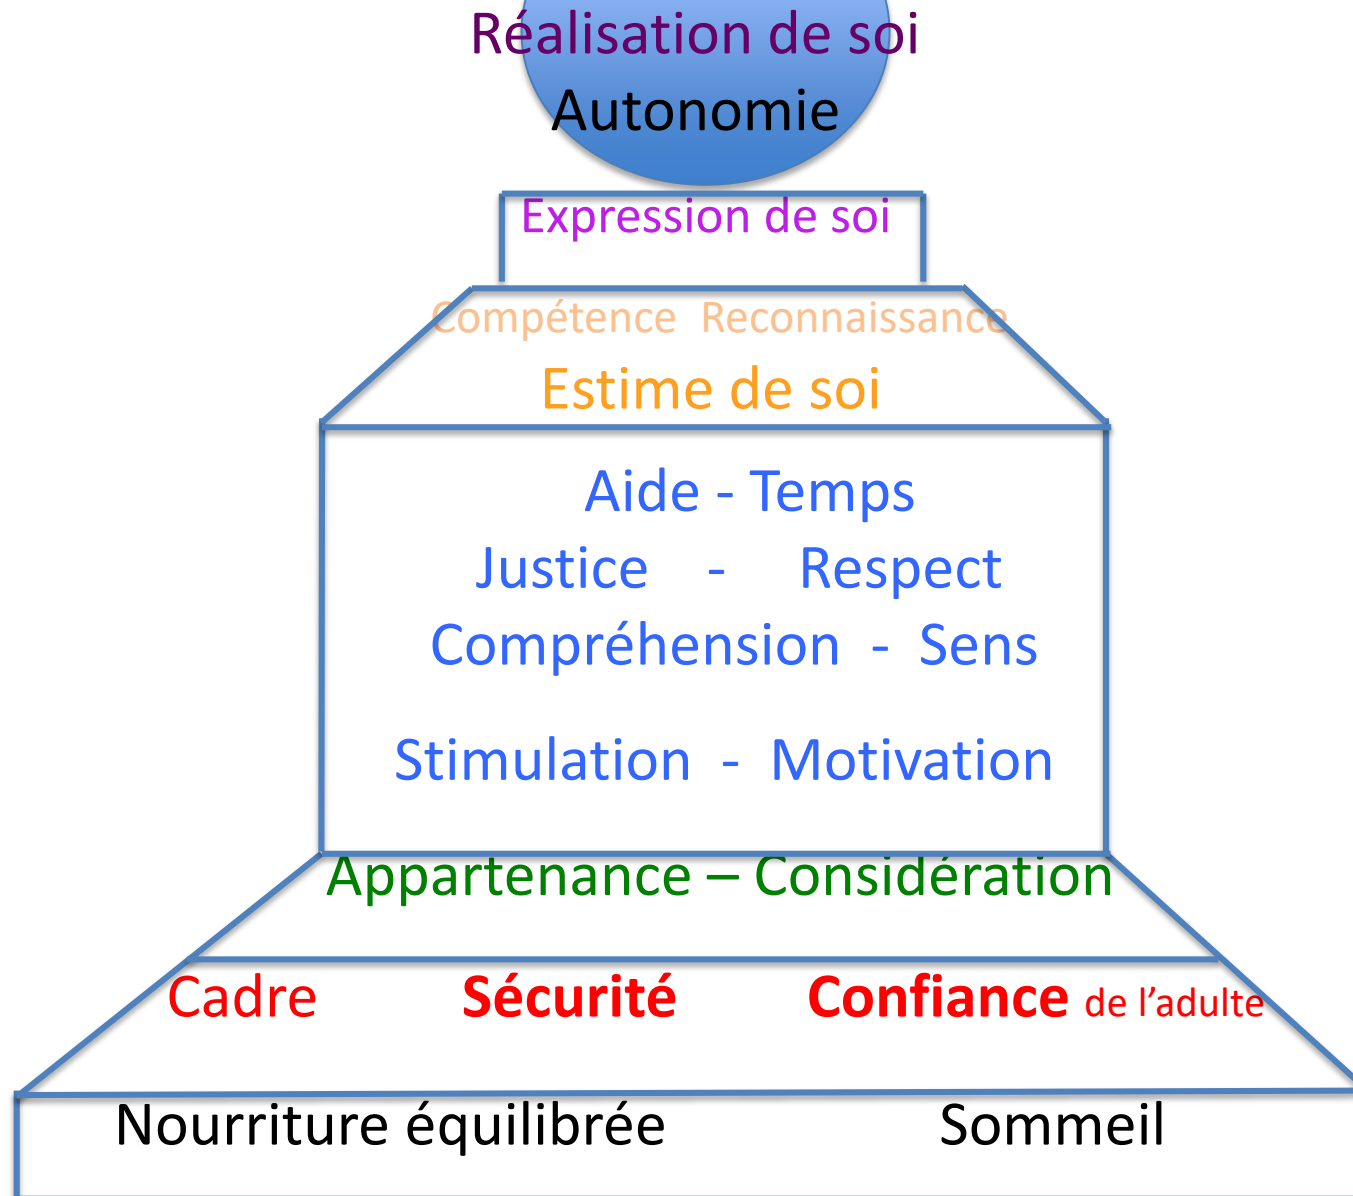 Réalisation de soi
Autonomie
Expression de soi
Compétence Reconnaissance
Estime de soi
Aide - Temps
Justice - Respect
Compréhension - Sens
Stimulation - Motivation
Appartenance – Considération
Cadre Sécurité Confiance de l’adulte
Nourriture équilibrée Sommeil